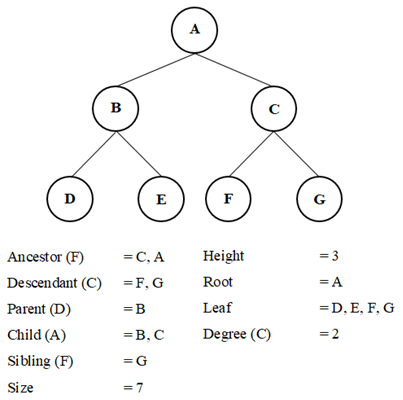 A
B C
D E F G
Ancestor (F) = C, A Height = 3
Descendant (C) = F, G Root = A
Parent (D) = B Leaf = D, E, F, G
Child (A) = B, C Degree (C) = 2
Sibling (F) = G
Size = 7